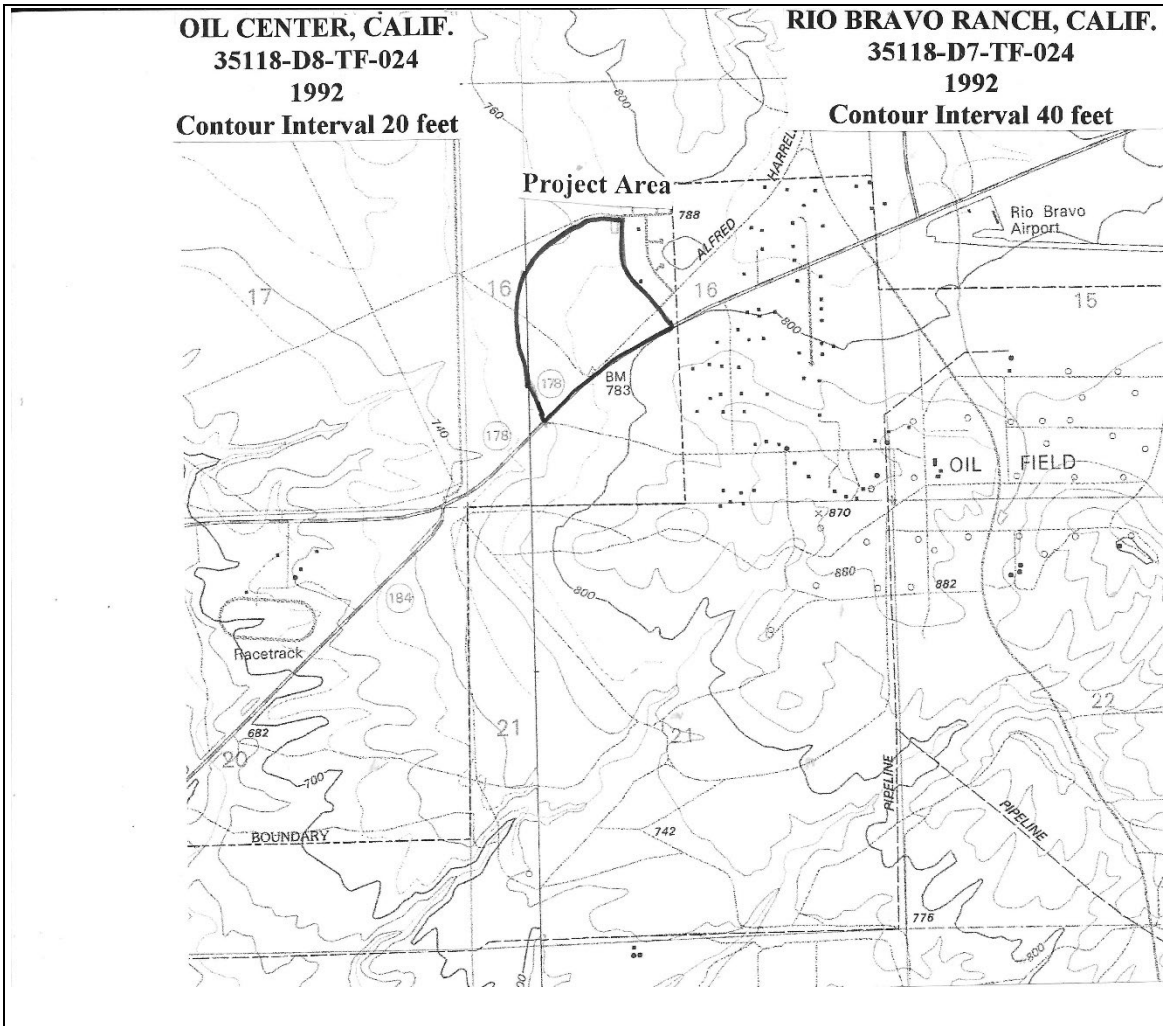 OIL CENTER, CALIF.
35118-D8-TF-024
1992
Contour Interval 20 feet
RIO BRAVO RANCH, CALIF.
35118-D7-TF-024
1992
Contour Interval 40 feet
760
800
HARRELL
Project Area
788
ALFRED
Rio Bravo
Airport
17
16
16
15
800
178
BM
783
740
178
OIL FIELD
870
880
882
800
184
Racetrack
682
20
21
21
22
700
BOUNDARY
742
PIPELINE
PIPELINE
776
800